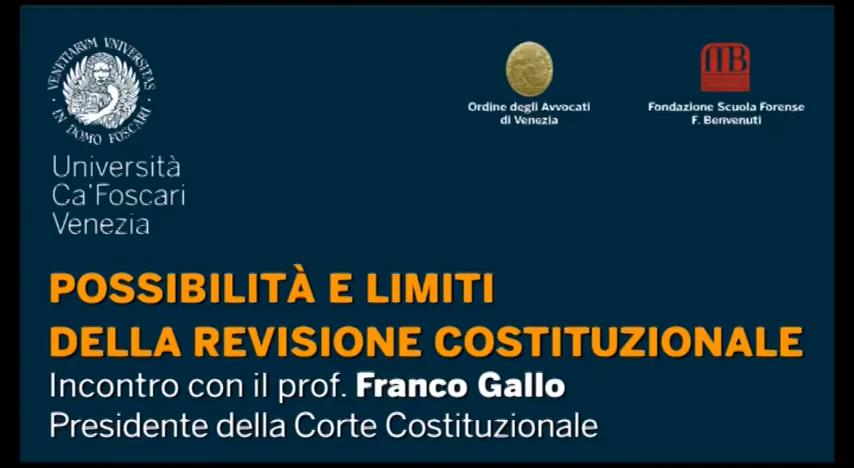 VENETIARVM VNIVERSITAS
IN DOMO FOSCARI
Università
Ca'Foscari
Venezia
Ordine degli Avvocati
di Venezia
Fondazione Scuola Forense
F. Benvenuti
POSSIBILITÀ E LIMITI
DELLA REVISIONE COSTITUZIONALE
Incontro con il prof. Franco Gallo
Presidente della Corte Costituzionale